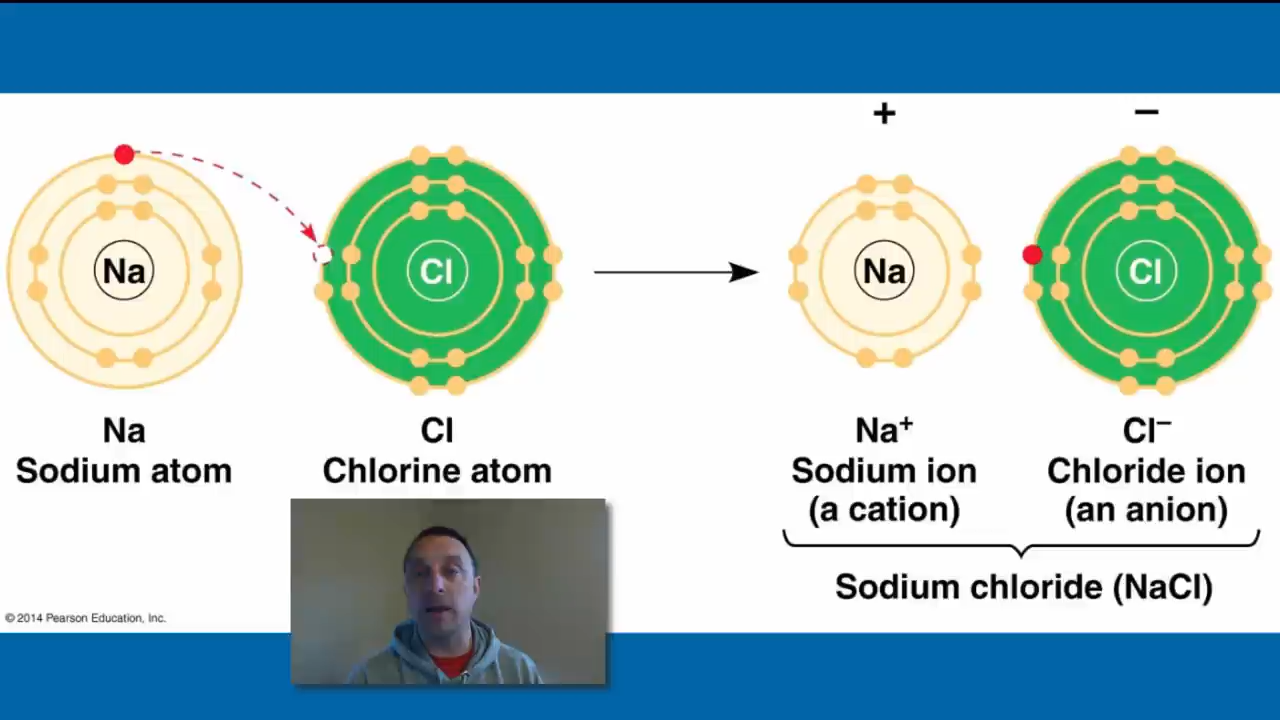 +
−
Na
Cl
Na
Cl
Na
Sodium atom
Cl
Chlorine atom
Na⁺
Sodium ion
(a cation)
Cl⁻
Chloride ion
(an anion)
Sodium chloride (NaCl)
© 2014 Pearson Education, Inc.